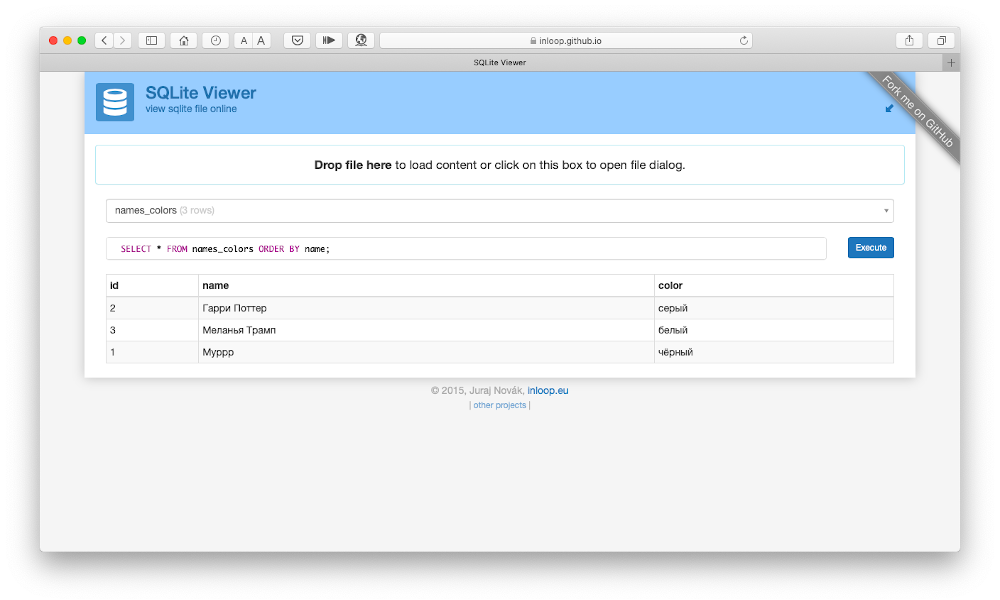 A A
inloop.github.io
SQLite Viewer
SQLite Viewer
view sqlite file online
Fork me on GitHub
Drop file here to load content or click on this box to open file dialog.
names_colors (3 rows)
SELECT * FROM names_colors ORDER BY name;
Execute
id name color
2 Гарри Поттер серый
3 Меланья Трамп белый
1 Муррр чёрный
© 2015, Juraj Novák, inloop.eu
| other projects |